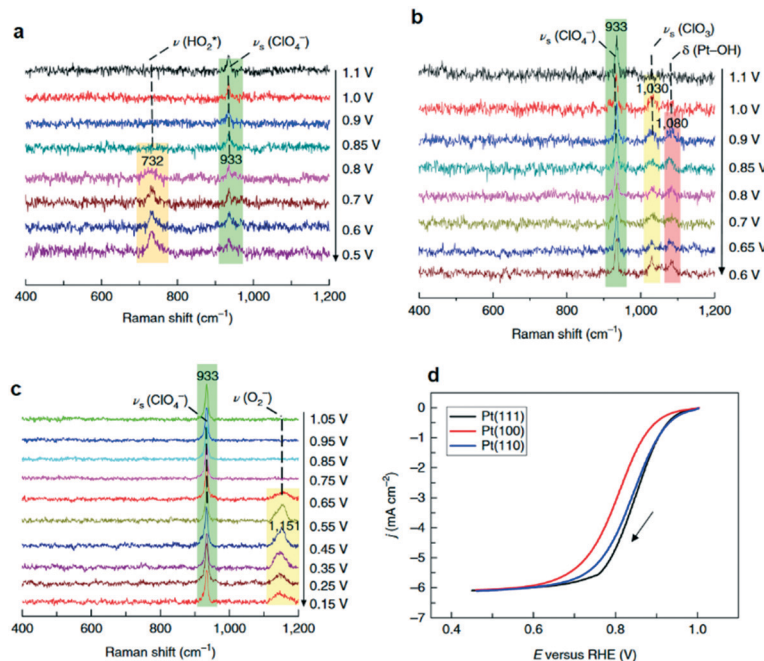 a
ν (HO₂*)
νₛ (ClO₄⁻)
1.1 V
1.0 V
0.9 V
0.85 V
732
933
0.8 V
0.7 V
0.6 V
0.5 V
400
600
800
1,000
1,200
Raman shift (cm⁻¹)
b
933
νₛ (ClO₄⁻)
νₛ (ClO₃)
δ (Pt–OH)
1.1 V
1,030
1.0 V
1,080
0.9 V
0.85 V
0.8 V
0.7 V
0.65 V
0.6 V
400
600
800
1,000
1,200
Raman shift (cm⁻¹)
c
933
νₛ (ClO₄⁻)
ν (O₂⁻)
1.05 V
0.95 V
0.85 V
0.75 V
0.65 V
0.55 V
1,151
0.45 V
0.35 V
0.25 V
0.15 V
400
600
800
1,000
1,200
Raman shift (cm⁻¹)
d
Pt(111)
Pt(100)
Pt(110)
0
−1
−2
−3
−4
−5
−6
−7
j (mA cm⁻²)
0.4
0.6
0.8
1.0
E versus RHE (V)